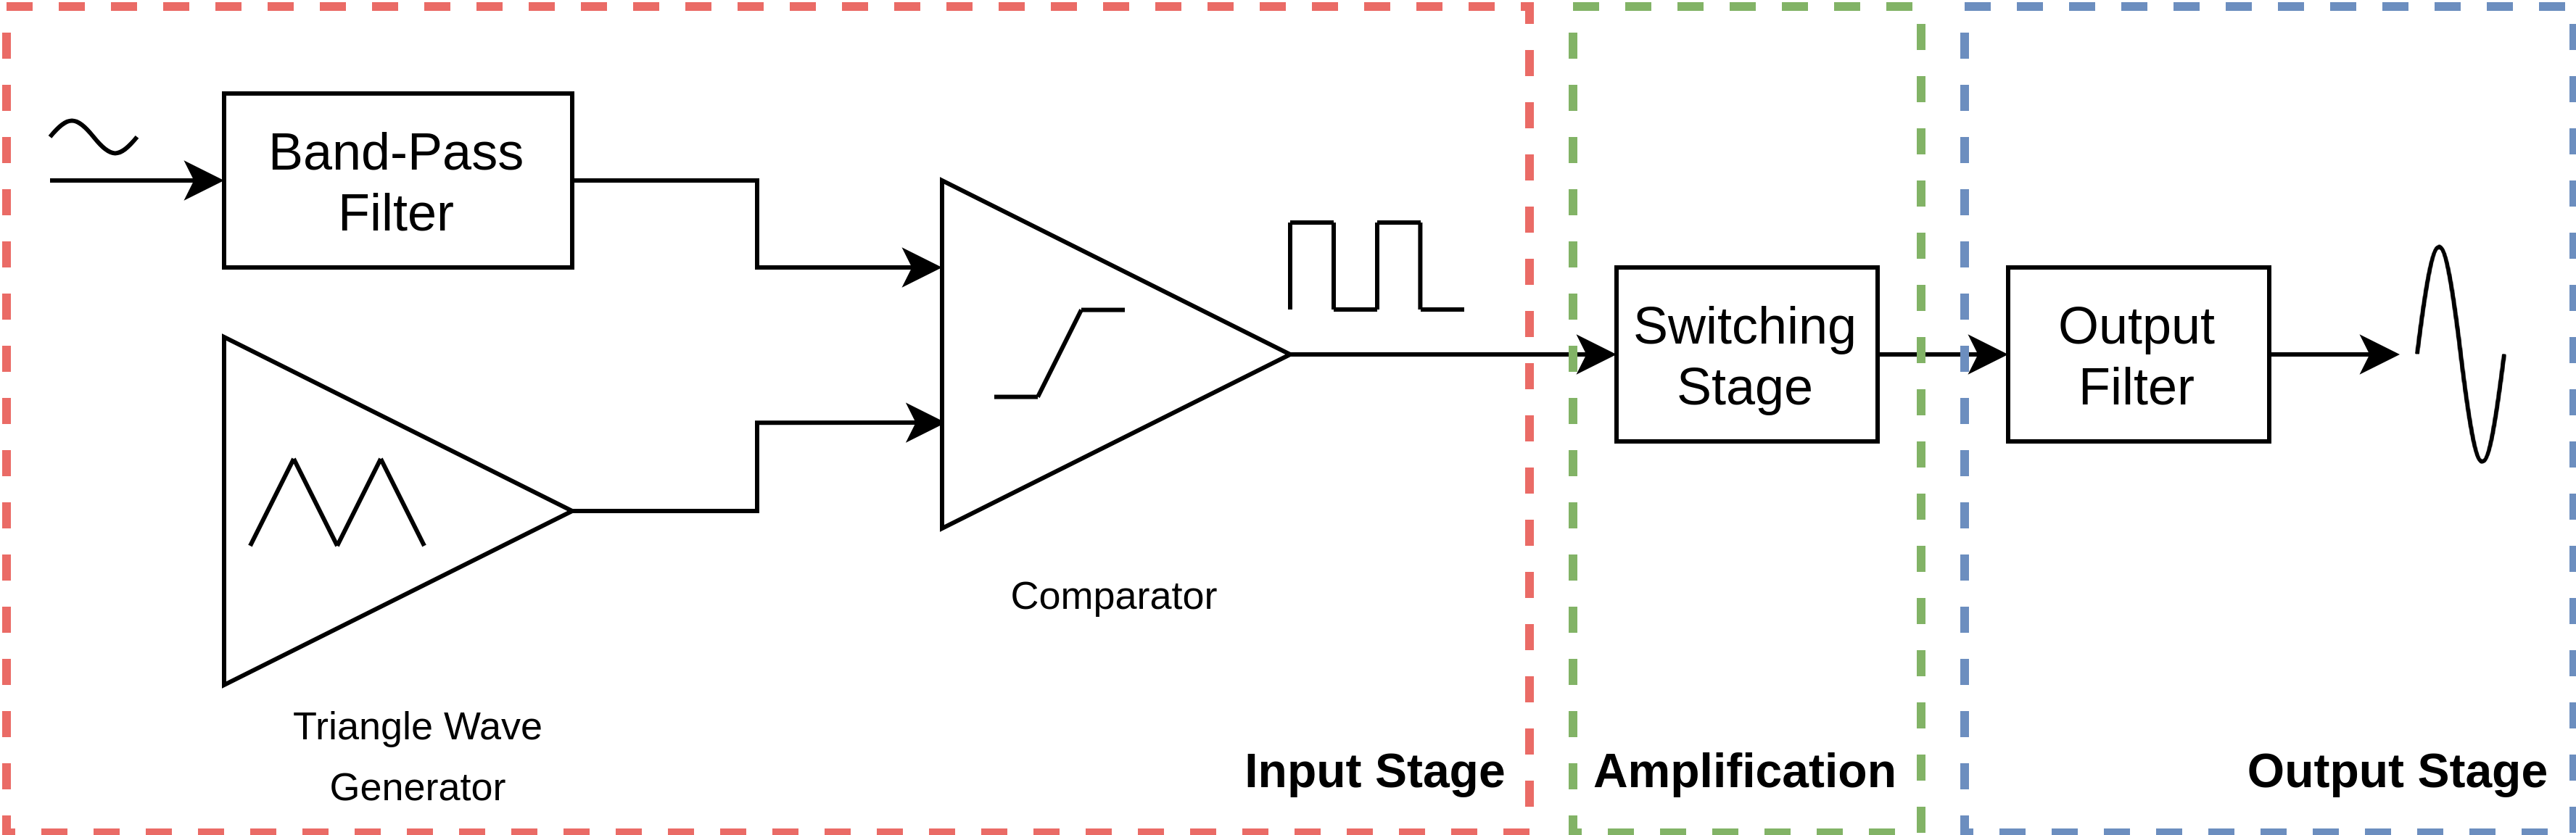 Band-Pass
Filter
Switching
Stage
Output
Filter
Comparator
Triangle Wave
Generator
Input Stage
Amplification
Output Stage